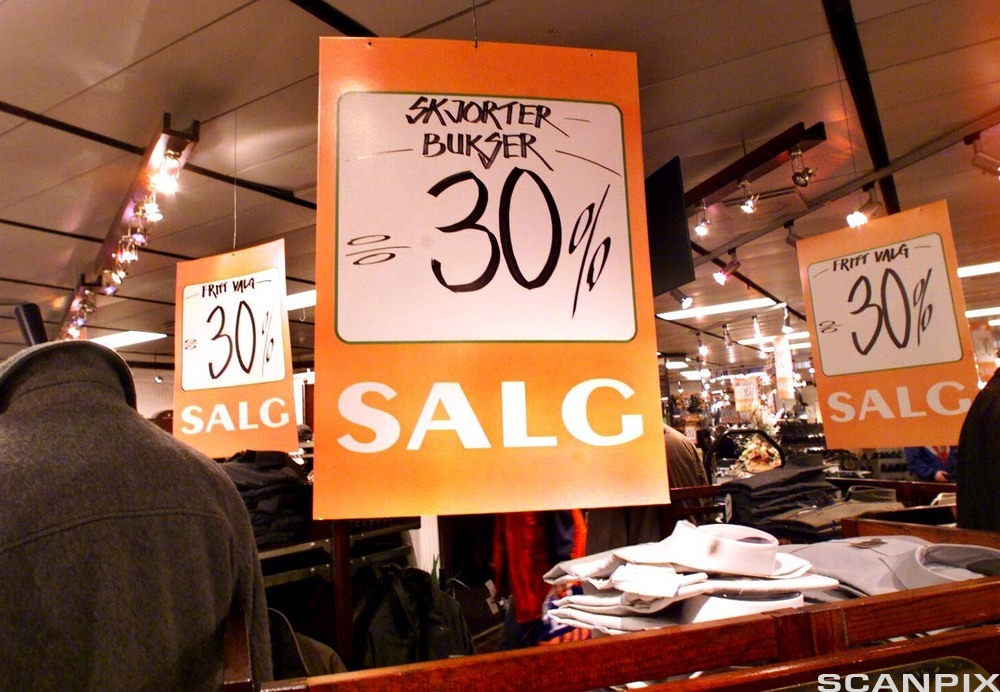 SKJORTER
BUKSER
% 30%
SALG
FRITT VALG
% 30%
SALG
FRITT VALG
% 30%
SALG
SCANPIX